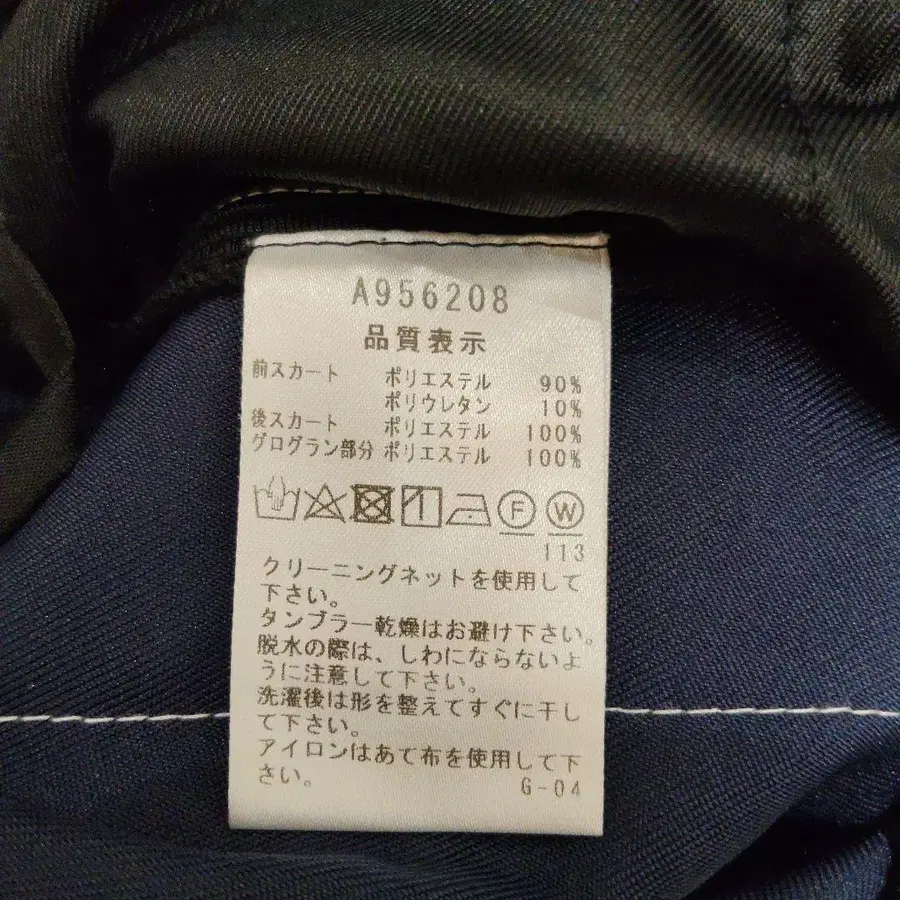 A956208
品質表示
前スカート ポリエステル 90%
ポリウレタン 10%
後スカート ポリエステル 100%
グログラン部分 ポリエステル 100%
F W
113
クリーニングネットを使用して
下さい。
タンブラー乾燥はお避け下さい。
脱水の際は、しわにならないよ
うに注意して下さい。
洗濯後は形を整えてすぐに干し
て下さい。
アイロンはあて布を使用して下
さい。 G-04